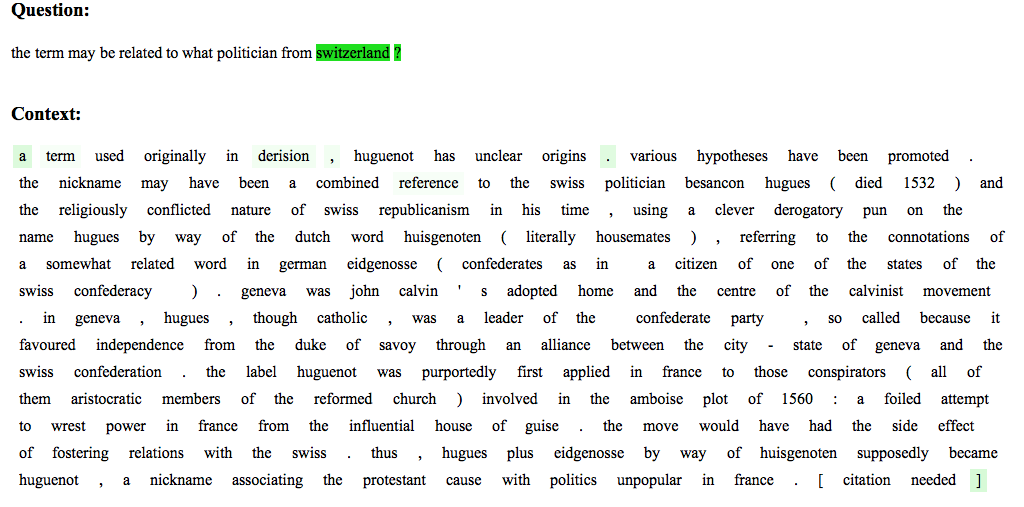 Question:
the term may be related to what politician from switzerland ?
Context:
a term used originally in derision , huguenot has unclear origins . various hypotheses have been promoted .
the nickname may have been a combined reference to the swiss politician besancon hugues ( died 1532 ) and
the religiously conflicted nature of swiss republicanism in his time , using a clever derogatory pun on the
name hugues by way of the dutch word huisgenoten ( literally housemates ) , referring to the connotations of
a somewhat related word in german eidgenosse ( confederates as in a citizen of one of the states of the
swiss confederacy ) . geneva was john calvin ' s adopted home and the centre of the calvinist movement
. in geneva , hugues , though catholic , was a leader of the confederate party , so called because it
favoured independence from the duke of savoy through an alliance between the city - state of geneva and the
swiss confederation . the label huguenot was purportedly first applied in france to those conspirators ( all of
them aristocratic members of the reformed church ) involved in the amboise plot of 1560 : a foiled attempt
to wrest power in france from the influential house of guise . the move would have had the side effect
of fostering relations with the swiss . thus , hugues plus eidgenosse by way of huisgenoten supposedly became
huguenot , a nickname associating the protestant cause with politics unpopular in france . [ citation needed ]